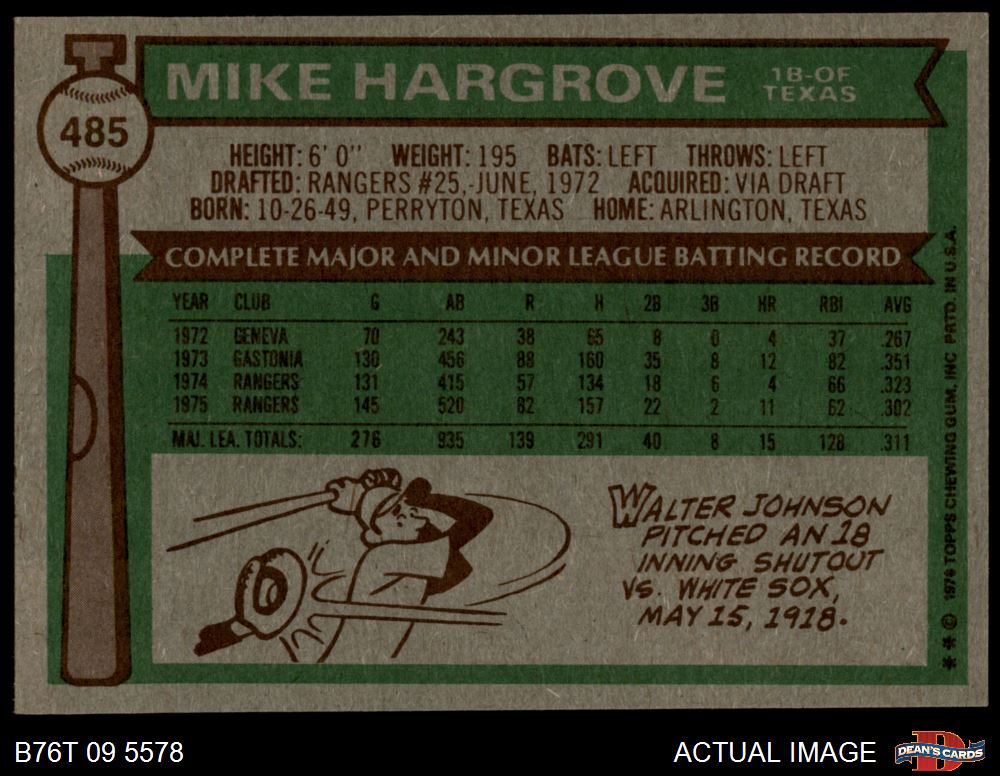 MIKE HARGROVE
1B-OF
TEXAS
485
HEIGHT: 6' 0" WEIGHT: 195 BATS: LEFT THROWS: LEFT
DRAFTED: RANGERS #25,-JUNE, 1972 ACQUIRED: VIA DRAFT
BORN: 10-26-49, PERRYTON, TEXAS HOME: ARLINGTON, TEXAS
COMPLETE MAJOR AND MINOR LEAGUE BATTING RECORD
YEAR CLUB G AB R H 2B 3B HR RBI AVG
1972 GENEVA 70 243 38 65 8 0 4 37 .267
1973 GASTONIA 130 456 88 160 35 8 12 82 .351
1974 RANGERS 131 415 57 134 18 6 4 66 .323
1975 RANGERS 145 520 82 157 22 2 11 62 .302
MAJ. LEA. TOTALS: 276 935 139 291 40 8 15 128 .311
WALTER JOHNSON
PITCHED AN 18
INNING SHUTOUT
VS. WHITE SOX,
MAY 15, 1918.
* * © 1976 TOPPS CHEWING GUM, INC PRTD. IN U.S.A.
B76T 09 5578
ACTUAL IMAGE
DEAN'S CARDS